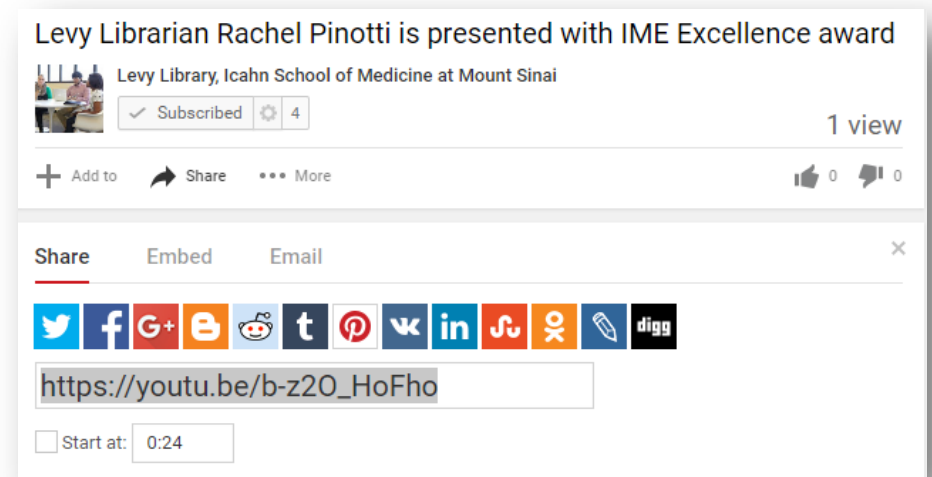 Levy Librarian Rachel Pinotti is presented with IME Excellence award
Levy Library, Icahn School of Medicine at Mount Sinai
Subscribed 4
1 view
Add to Share More 0 0
Share Embed Email
G+ t in digg
https://youtu.be/b-z2O_HoFho
Start at: 0:24